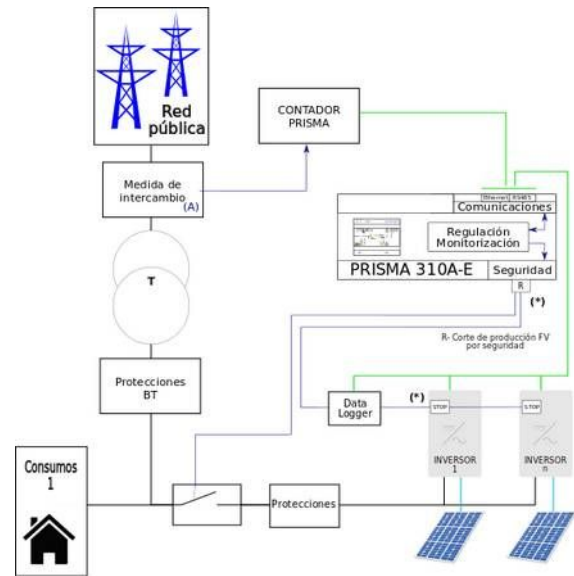 Red
pública
CONTADOR
PRISMA
Medida de
intercambio
(A)
Ethernet RS485
Comunicaciones
Regulación
Monitorización
T
PRISMA 310A-E
Seguridad
R
(*)
R- Corte de producción FV
por seguridad
Protecciones
BT
Data
Logger
(*)
STOP
STOP
Consumos
1
INVERSOR
1
INVERSOR
n
Protecciones